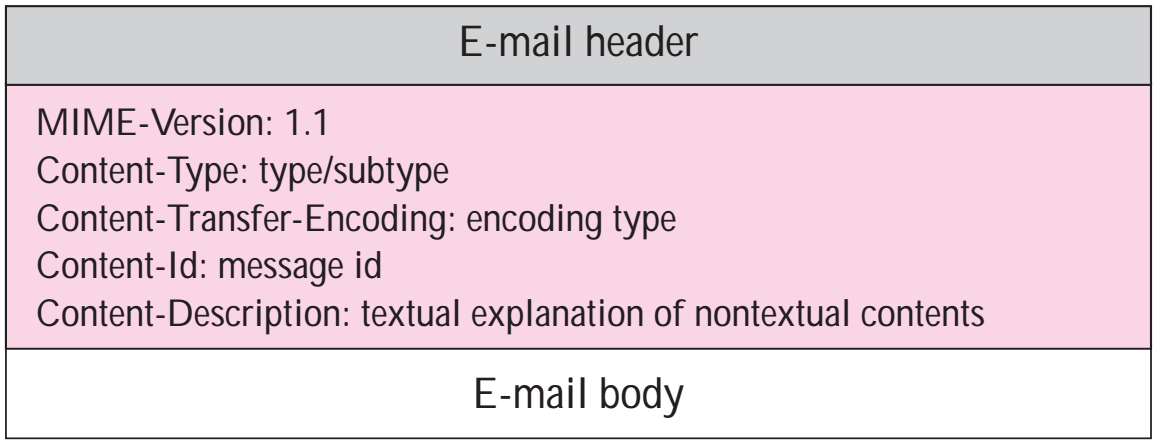 E-mail header
MIME-Version: 1.1
Content-Type: type/subtype
Content-Transfer-Encoding: encoding type
Content-Id: message id
Content-Description: textual explanation of nontextual contents
E-mail body